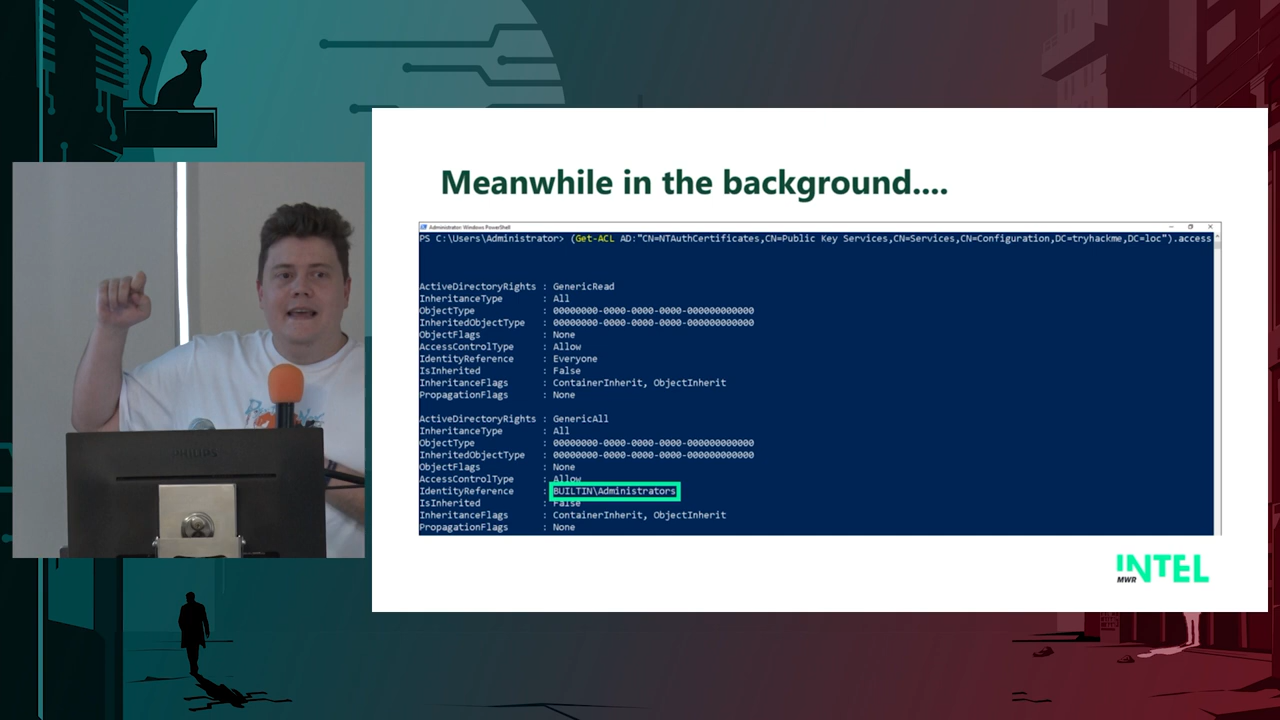 Meanwhile in the background....
Administrator: Windows PowerShell
PS C:\Users\Administrator> (Get-ACL AD:"CN=NTAuthCertificates,CN=Public Key Services,CN=Services,CN=Configuration,DC=tryhackme,DC=loc").access
ActiveDirectoryRights : GenericRead
InheritanceType : All
ObjectType : 00000000-0000-0000-0000-000000000000
InheritedObjectType : 00000000-0000-0000-0000-000000000000
ObjectFlags : None
AccessControlType : Allow
IdentityReference : Everyone
IsInherited : False
InheritanceFlags : ContainerInherit, ObjectInherit
PropagationFlags : None
ActiveDirectoryRights : GenericAll
InheritanceType : All
ObjectType : 00000000-0000-0000-0000-000000000000
InheritedObjectType : 00000000-0000-0000-0000-000000000000
ObjectFlags : None
AccessControlType : Allow
IdentityReference : BUILTIN\Administrators
IsInherited : False
InheritanceFlags : ContainerInherit, ObjectInherit
PropagationFlags : None
PHILIPS
MWR INTEL